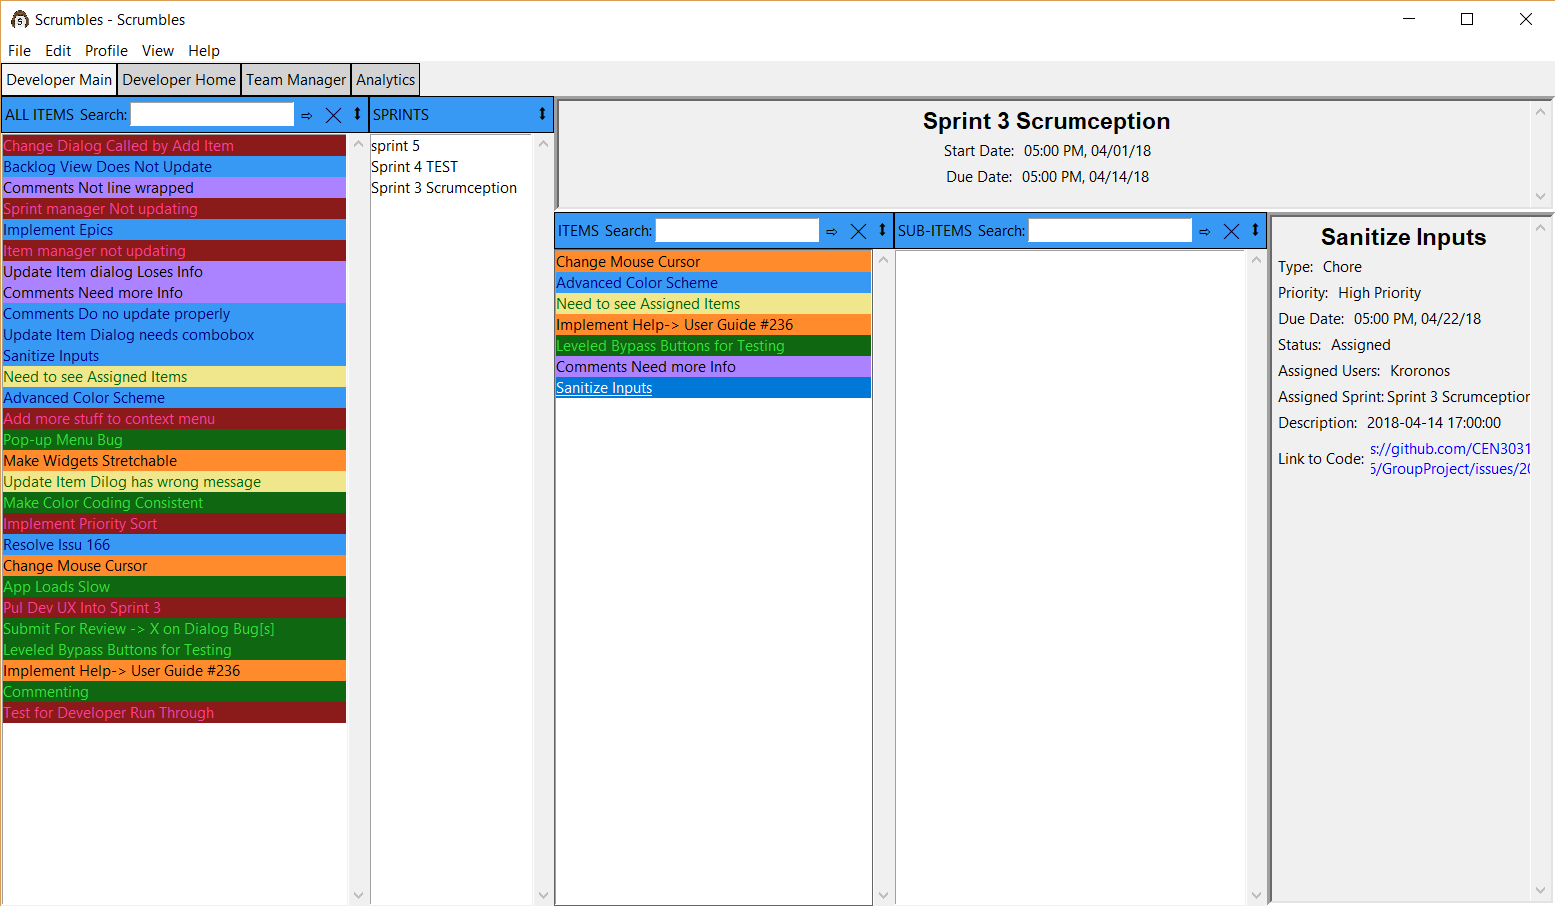 Scrumbles - Scrumbles
File Edit Profile View Help
Developer Main Developer Home Team Manager Analytics
ALL ITEMS Search:
Change Dialog Called by Add Item
Backlog View Does Not Update
Comments Not line wrapped
Sprint manager Not updating
Implement Epics
Item manager not updating
Update Item dialog Loses Info
Comments Need more Info
Comments Do no update properly
Update Item Dialog needs combobox
Sanitize Inputs
Need to see Assigned Items
Advanced Color Scheme
Add more stuff to context menu
Pop-up Menu Bug
Make Widgets Stretchable
Update Item Dilog has wrong message
Make Color Coding Consistent
Implement Priority Sort
Resolve Issu 166
Change Mouse Cursor
App Loads Slow
Pul Dev UX Into Sprint 3
Submit For Review -> X on Dialog Bug[s]
Leveled Bypass Buttons for Testing
Implement Help-> User Guide #236
Commenting
Test for Developer Run Through
SPRINTS
sprint 5
Sprint 4 TEST
Sprint 3 Scrumception
Sprint 3 Scrumception
Start Date: 05:00 PM, 04/01/18
Due Date: 05:00 PM, 04/14/18
ITEMS Search:
Change Mouse Cursor
Advanced Color Scheme
Need to see Assigned Items
Implement Help-> User Guide #236
Leveled Bypass Buttons for Testing
Comments Need more Info
Sanitize Inputs
SUB-ITEMS Search:
Sanitize Inputs
Type: Chore
Priority: High Priority
Due Date: 05:00 PM, 04/22/18
Status: Assigned
Assigned Users: Kroronos
Assigned Sprint: Sprint 3 Scrumception
Description: 2018-04-14 17:00:00
Link to Code: s://github.com/CEN3031
/GroupProject/issues/20